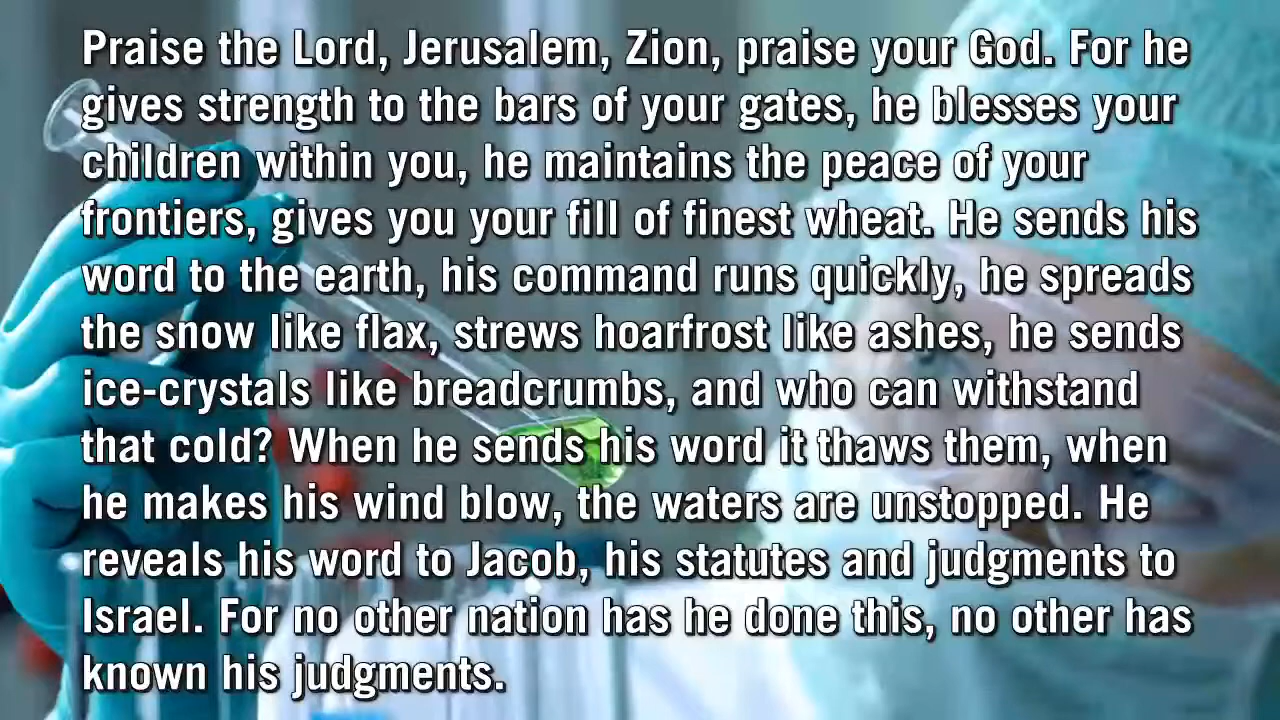 Praise the Lord, Jerusalem, Zion, praise your God. For he
gives strength to the bars of your gates, he blesses your
children within you, he maintains the peace of your
frontiers, gives you your fill of finest wheat. He sends his
word to the earth, his command runs quickly, he spreads
the snow like flax, strews hoarfrost like ashes, he sends
ice-crystals like breadcrumbs, and who can withstand
that cold? When he sends his word it thaws them, when
he makes his wind blow, the waters are unstopped. He
reveals his word to Jacob, his statutes and judgments to
Israel. For no other nation has he done this, no other has
known his judgments.